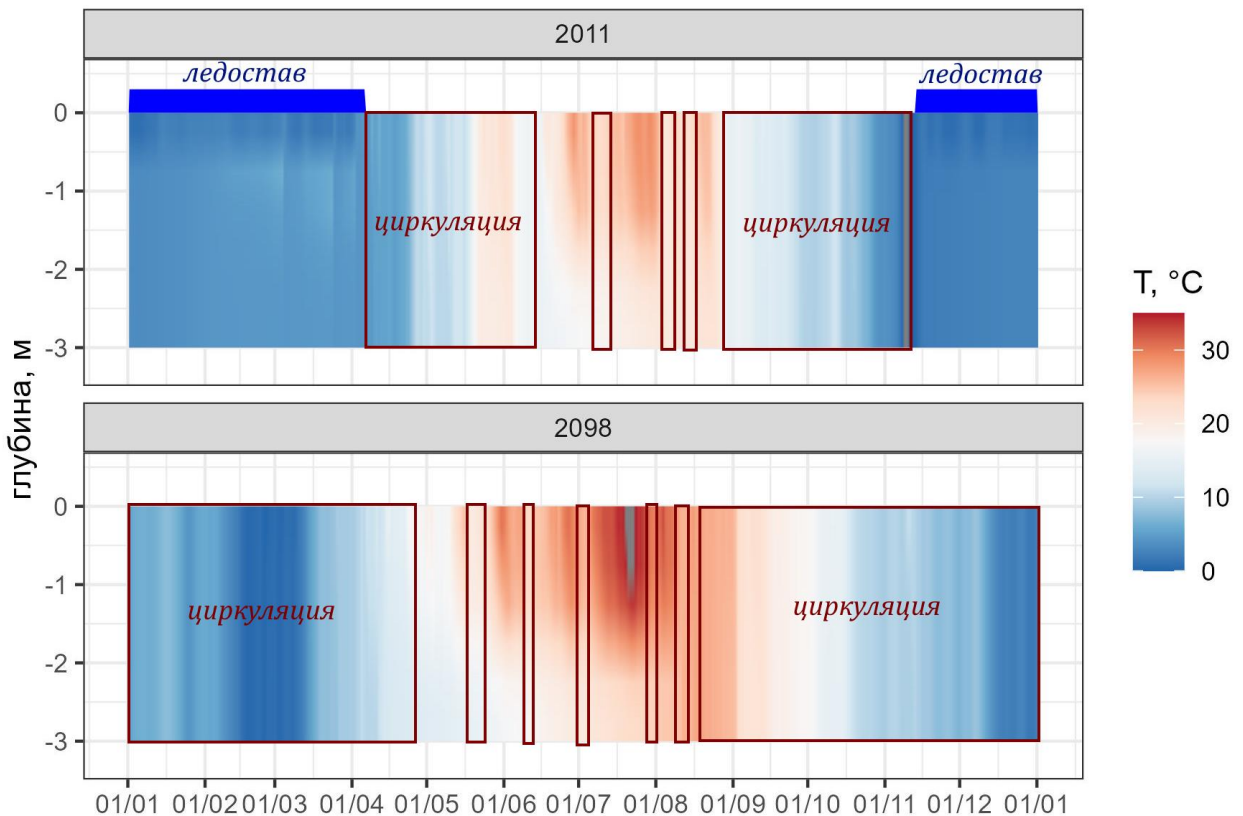 2011
ледостав
ледостав
0
-1
циркуляция
циркуляция
-2
-3
глубина, м
2098
0
-1
циркуляция
циркуляция
-2
-3
01/01 01/02 01/03 01/04 01/05 01/06 01/07 01/08 01/09 01/10 01/11 01/12 01/01
T, °C
30
20
10
0